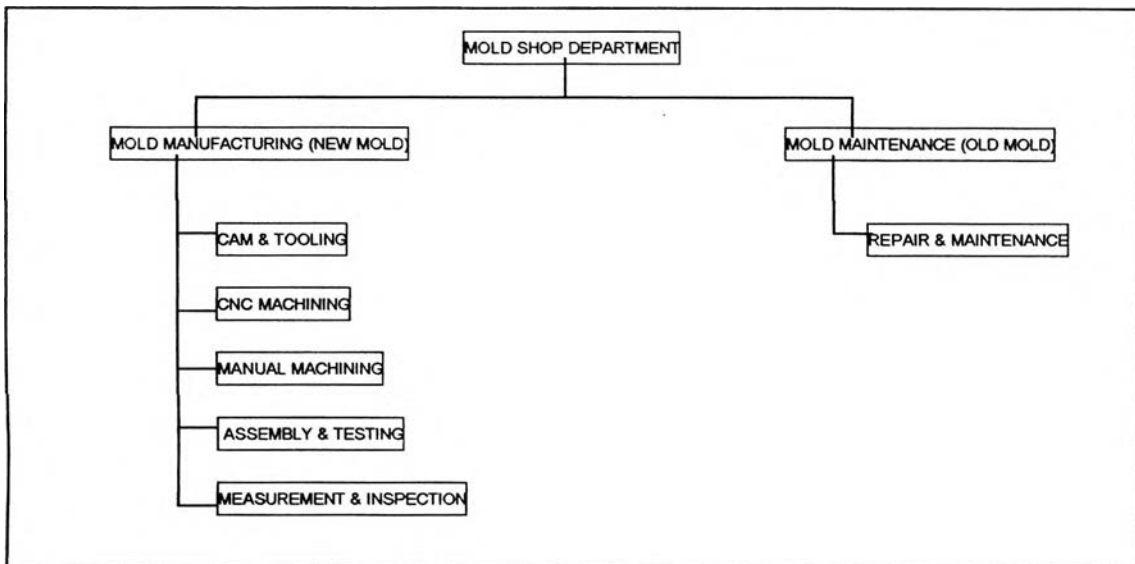 MOLD SHOP DEPARTMENT
MOLD MANUFACTURING (NEW MOLD)
MOLD MAINTENANCE (OLD MOLD)
CAM & TOOLING
REPAIR & MAINTENANCE
CNC MACHINING
MANUAL MACHINING
ASSEMBLY & TESTING
MEASUREMENT & INSPECTION